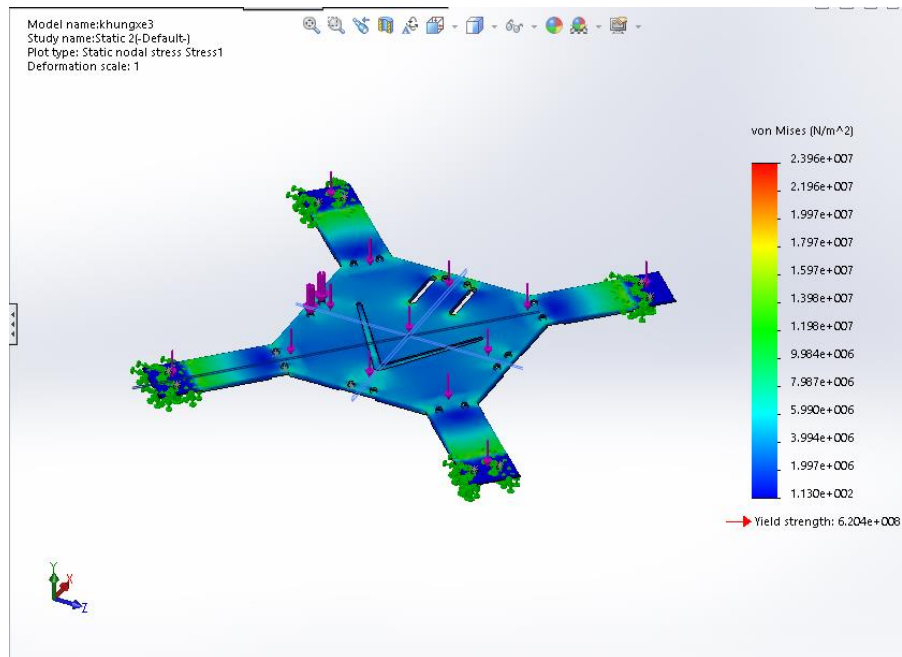 Model name:khungxe3
Study name:Static 2(-Default-)
Plot type: Static nodal stress Stress1
Deformation scale: 1
von Mises (N/m^2)
2.396e+007
2.196e+007
1.997e+007
1.797e+007
1.597e+007
1.398e+007
1.198e+007
9.984e+006
7.987e+006
5.990e+006
3.994e+006
1.997e+006
1.130e+002
Yield strength: 6.204e+008
Y
X
Z